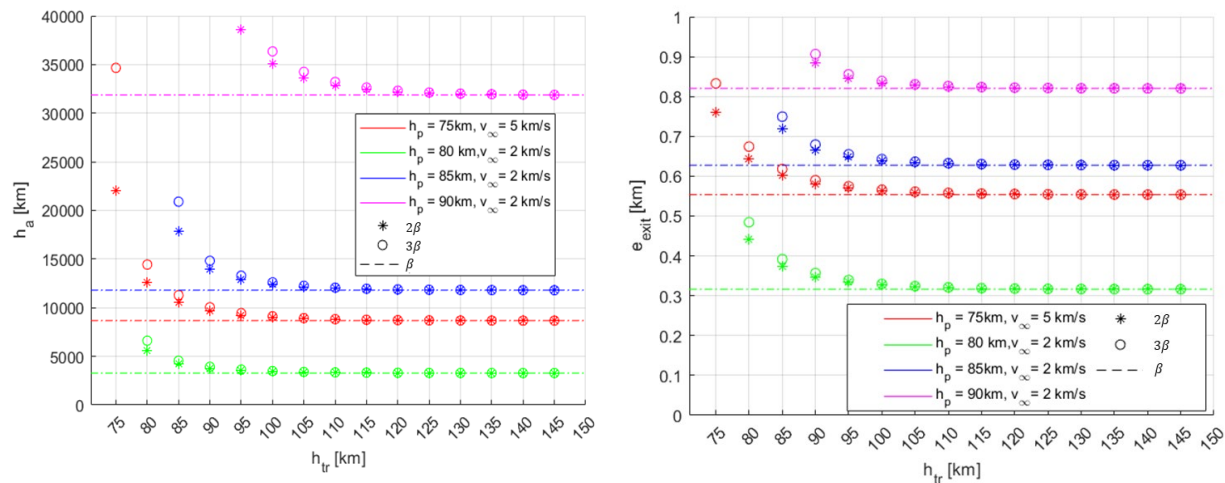 40000
35000
30000
25000
20000
15000
10000
5000
0
h_a [km]
75 80 85 90 95 100 105 110 115 120 125 130 135 140 145 150
h_tr [km]
h_p = 75km, v_∞= 5 km/s
h_p = 80 km,v_∞= 2 km/s
h_p = 85km, v_∞= 2 km/s
h_p = 90km, v_∞= 2 km/s
2β
3β
β
1
0.9
0.8
0.7
0.6
0.5
0.4
0.3
0.2
0.1
0
e_exit [km]
75 80 85 90 95 100 105 110 115 120 125 130 135 140 145 150
h_tr [km]
h_p = 75km, v_∞= 5 km/s 2β
h_p = 80 km,v_∞= 2 km/s 3β
h_p = 85km, v_∞= 2 km/s β
h_p = 90km, v_∞= 2 km/s